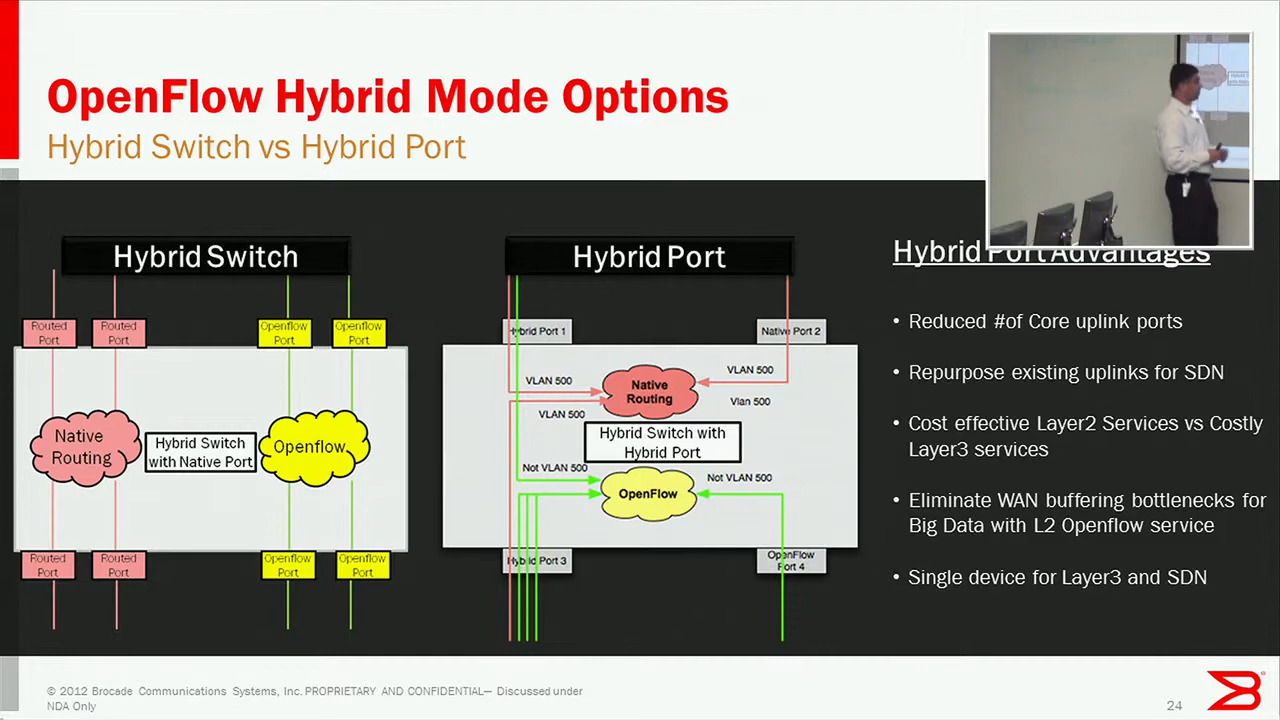 OpenFlow Hybrid Mode Options
Hybrid Switch vs Hybrid Port
Hybrid Switch
Routed
Port
Routed
Port
Openflow
Port
Openflow
Port
Native
Routing
Hybrid Switch
with Native Port
Openflow
Routed
Port
Routed
Port
Openflow
Port
Openflow
Port
Hybrid Port
Hybrid Port 1
Native Port 2
VLAN 500
VLAN 500
Native
Routing
Vlan 500
VLAN 500
Hybrid Switch with
Hybrid Port
Not VLAN 500
Not VLAN 500
OpenFlow
Hybrid Port 3
OpenFlow
Port 4
Hybrid Port Advantages
• Reduced #of Core uplink ports
• Repurpose existing uplinks for SDN
• Cost effective Layer2 Services vs Costly
Layer3 services
• Eliminate WAN buffering bottlenecks for
Big Data with L2 Openflow service
• Single device for Layer3 and SDN
© 2012 Brocade Communications Systems, Inc. PROPRIETARY AND CONFIDENTIAL— Discussed under
NDA Only
24